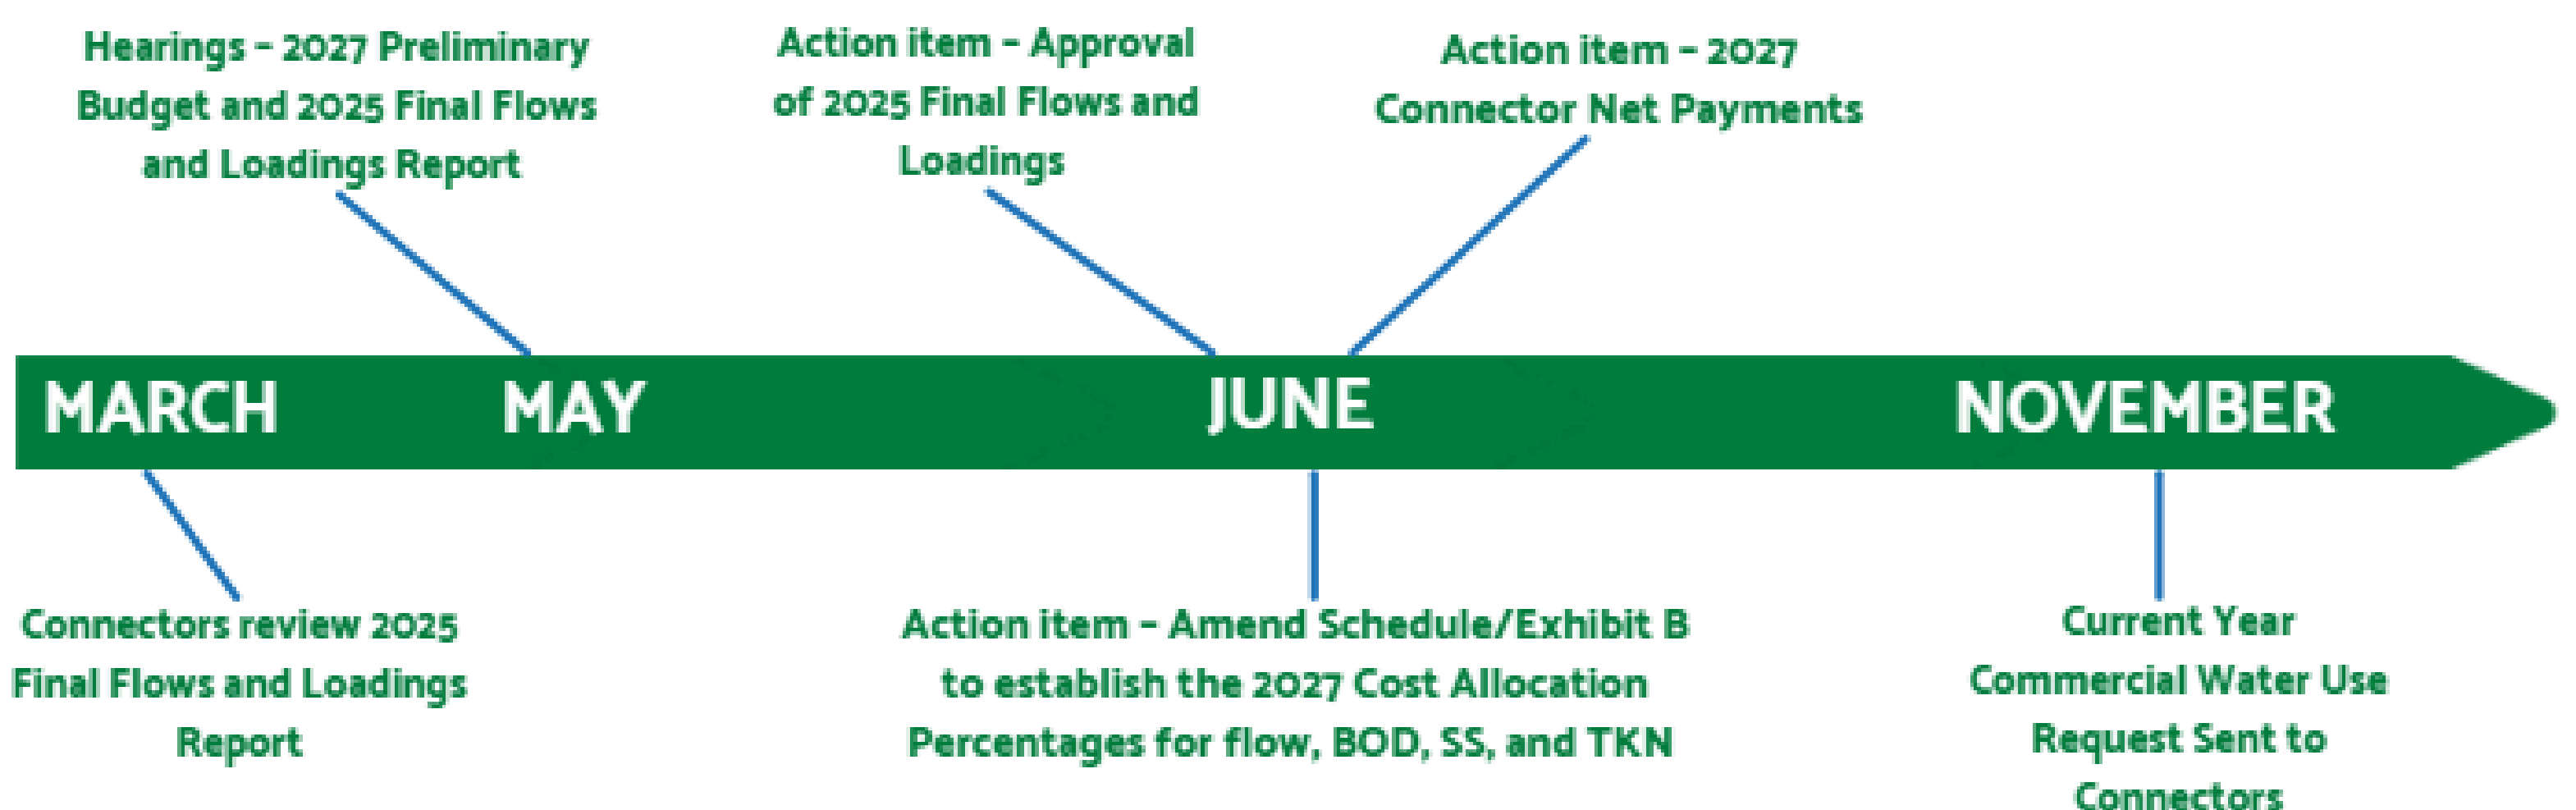 Hearings – 2027 Preliminary
Budget and 2025 Final Flows
and Loadings Report
Action item – Approval
of 2025 Final Flows and
Loadings
Action item – 2027
Connector Net Payments
MARCH
MAY
JUNE
NOVEMBER
Connectors review 2025
Final Flows and Loadings
Report
Action item – Amend Schedule/Exhibit B
to establish the 2027 Cost Allocation
Percentages for flow, BOD, SS, and TKN
Current Year
Commercial Water Use
Request Sent to
Connectors